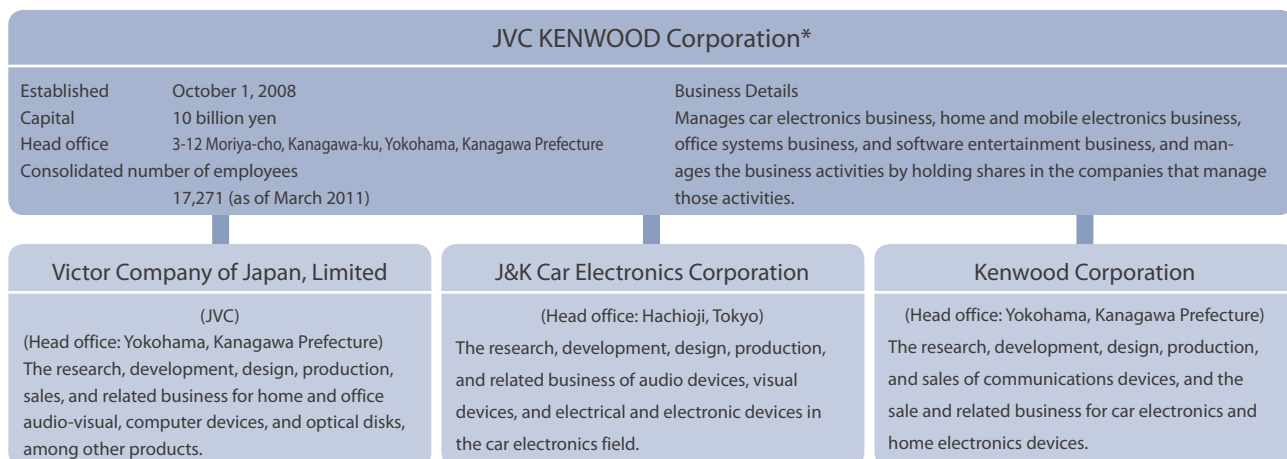 JVC KENWOOD Corporation*
Established October 1, 2008
Capital 10 billion yen
Head office 3-12 Moriya-cho, Kanagawa-ku, Yokohama, Kanagawa Prefecture
Consolidated number of employees
17,271 (as of March 2011)
Business Details
Manages car electronics business, home and mobile electronics business,
office systems business, and software entertainment business, and man-
ages the business activities by holding shares in the companies that manage
those activities.
Victor Company of Japan, Limited
(JVC)
(Head office: Yokohama, Kanagawa Prefecture)
The research, development, design, production,
sales, and related business for home and office
audio-visual, computer devices, and optical disks,
among other products.
J&K Car Electronics Corporation
(Head office: Hachioji, Tokyo)
The research, development, design, production,
and related business of audio devices, visual
devices, and electrical and electronic devices in
the car electronics field.
Kenwood Corporation
(Head office: Yokohama, Kanagawa Prefecture)
The research, development, design, production,
and sales of communications devices, and the
sale and related business for car electronics and
home electronics devices.